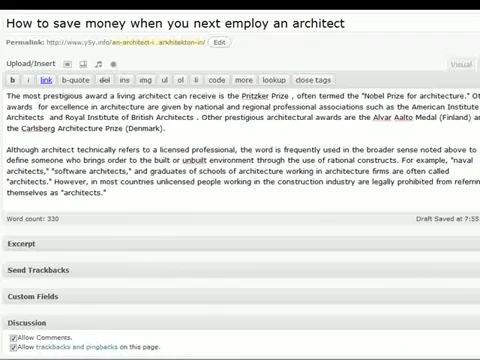 How to save money when you next employ an architect
Permalink: http://www.y5y.info/an-architect-i...arkhitekton-in/ Edit
Upload/Insert Visual
b i link b-quote del ins img ul ol li code more lookup close tags
The most prestigious award a living architect can receive is the Pritzker Prize , often termed the "Nobel Prize for architecture." Ot
awards for excellence in architecture are given by national and regional professional associations such as the American Institute
Architects and Royal Institute of British Architects . Other prestigious architectural awards are the Alvar Aalto Medal (Finland) an
the Carlsberg Architecture Prize (Denmark).
Although architect technically refers to a licensed professional, the word is frequently used in the broader sense noted above to
define someone who brings order to the built or unbuilt environment through the use of rational constructs. For example, "naval
architects," "software architects," and graduates of schools of architecture working in architecture firms are often called
"architects." However, in most countries unlicensed people working in the construction industry are legally prohibited from referrin
themselves as "architects."
Word count: 330 Draft Saved at 7:55:
Excerpt
Send Trackbacks
Custom Fields
Discussion
Allow Comments.
Allow trackbacks and pingbacks on this page.